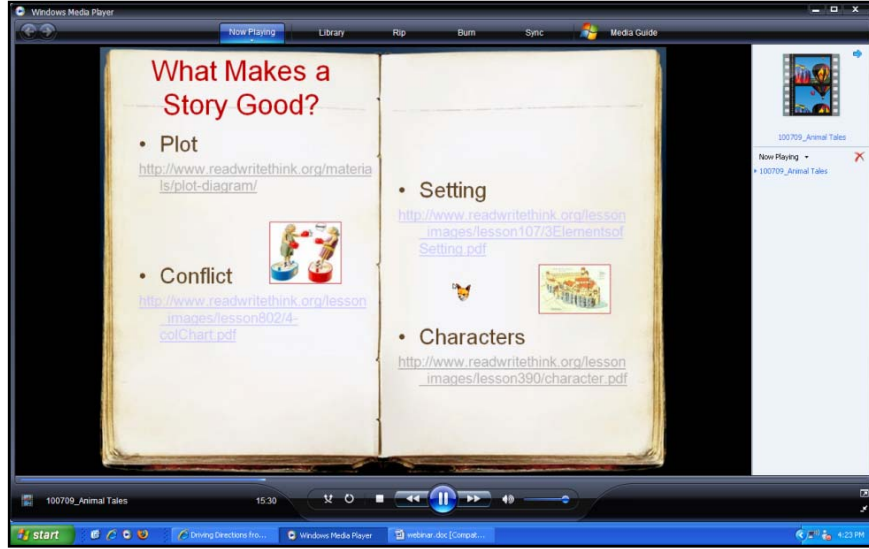 Windows Media Player
Now Playing
Library
Rip
Burn
Sync
Media Guide
What Makes a
Story Good?
• Plot
http://www.readwritethink.org/materia
ls/plot-diagram/
• Conflict
http://www.readwritethink.org/lesson
_images/lesson802/4-
colChart.pdf
• Setting
http://www.readwritethink.org/lesson
_images/lesson107/3Elementsof
Setting.pdf
• Characters
http://www.readwritethink.org/lesson
_images/lesson390/character.pdf
100709_Animal Tales
Now Playing
100709_Animal Tales
100709_Animal Tales
15:30
start
Driving Directions fro...
Windows Media Player
webinar.doc [Compat...
4:23 PM